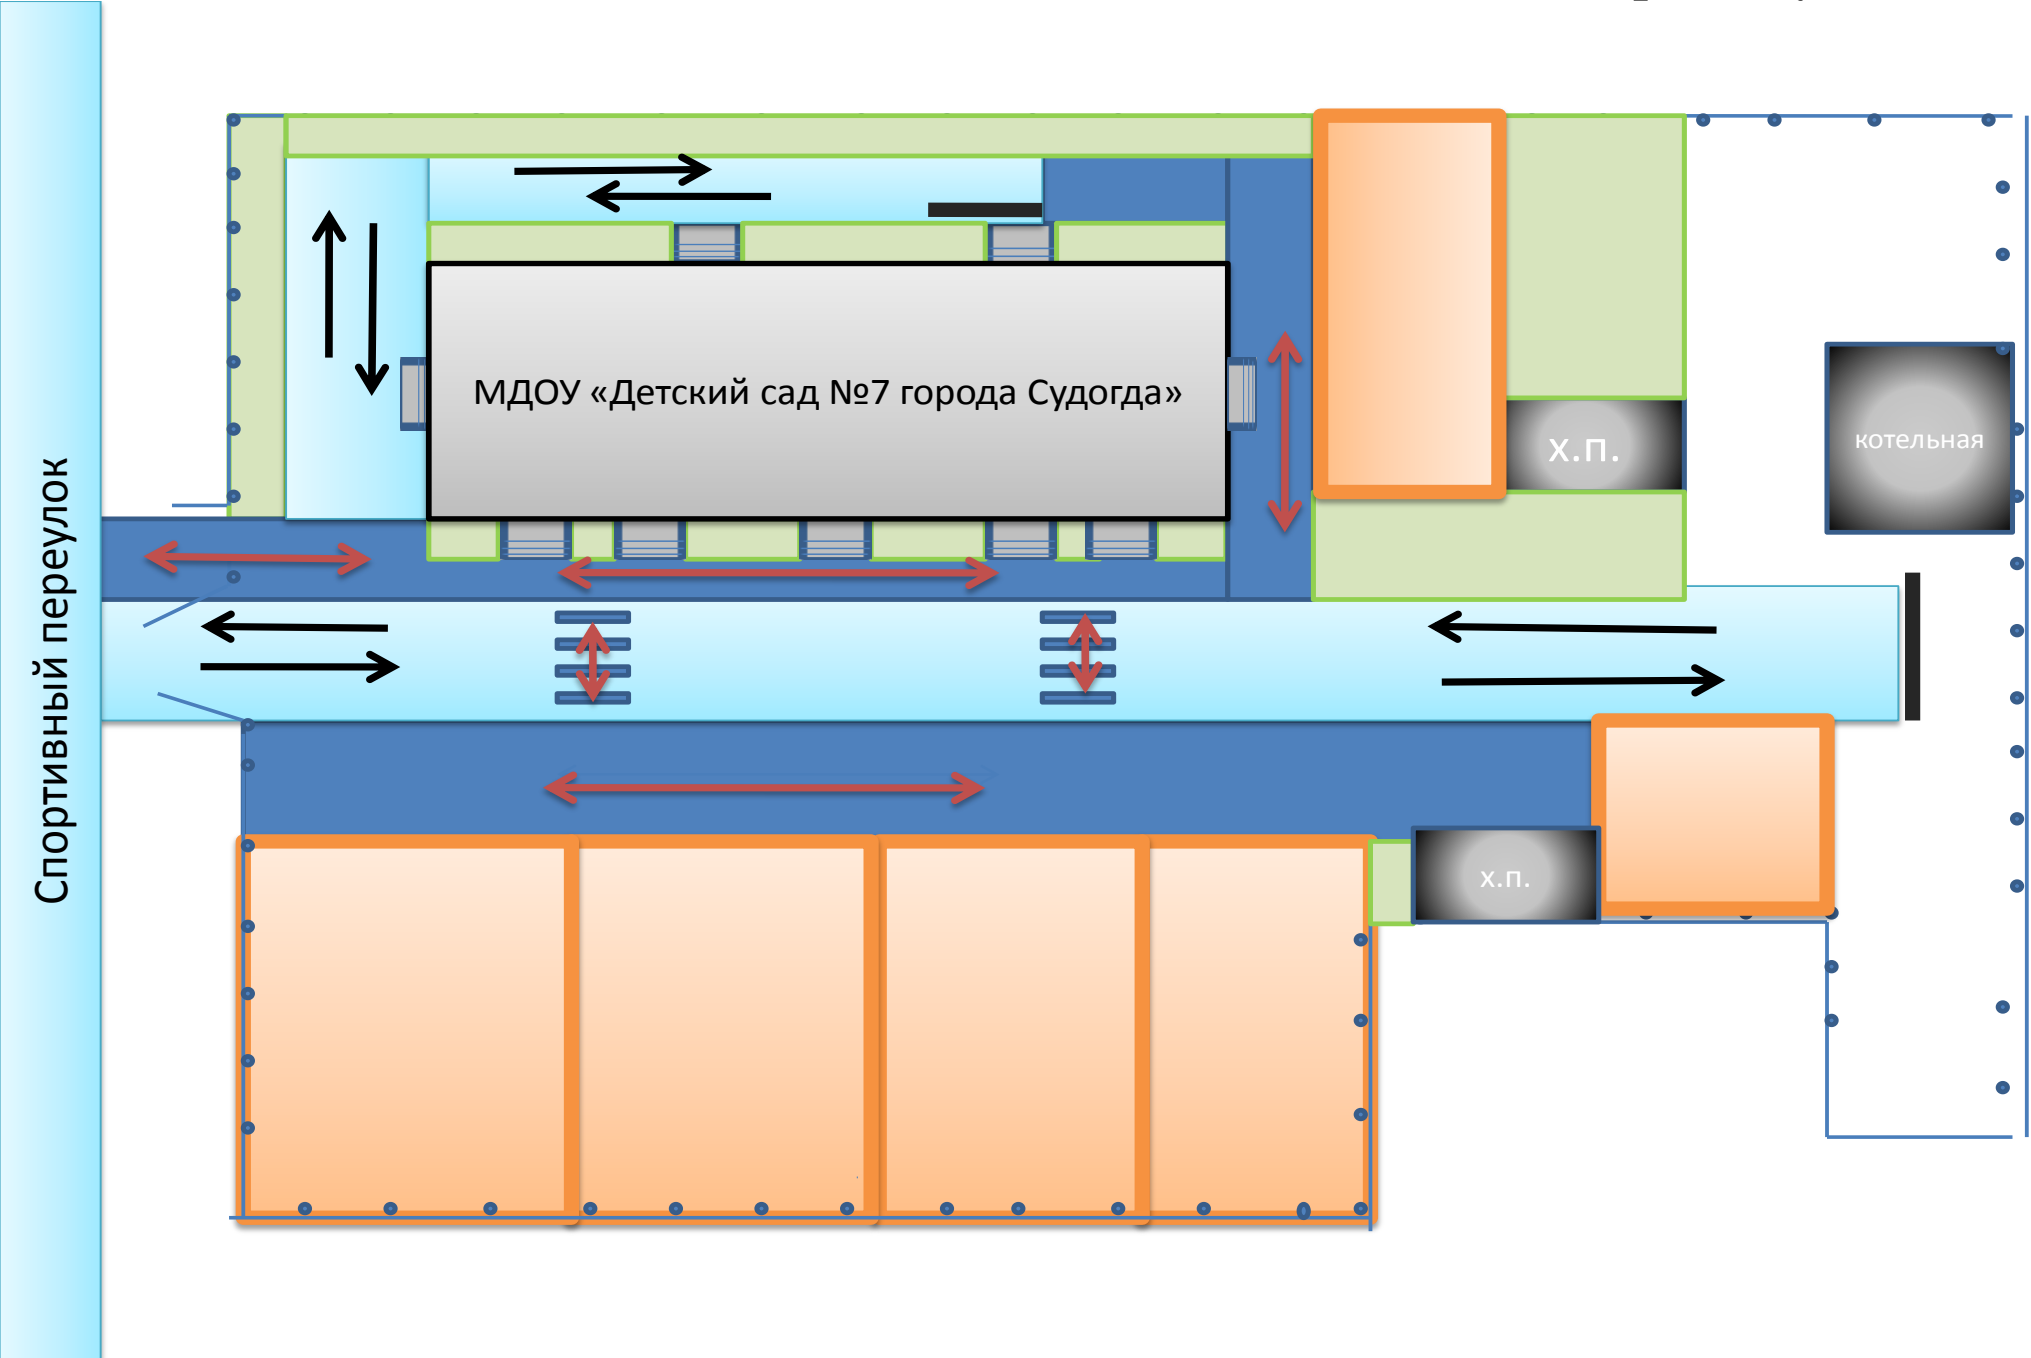 МДОУ «Детский сад №7 города Судогда»
х.п.
котельная
Спортивный переулок
х.п.